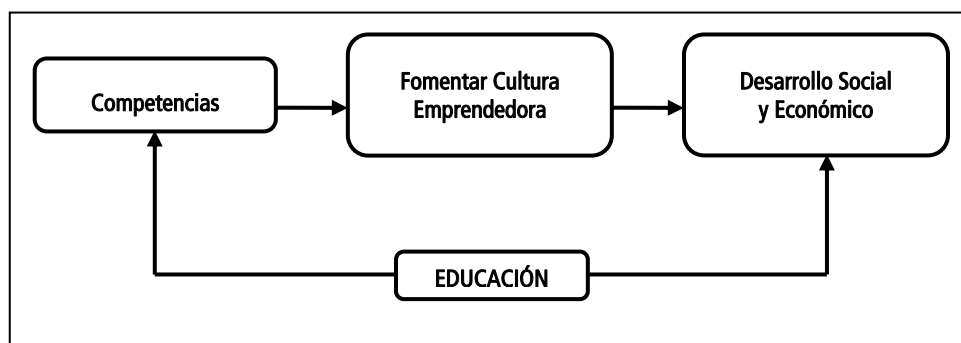 Competencias
Fomentar Cultura
Emprendedora
Desarrollo Social
y Económico
EDUCACIÓN